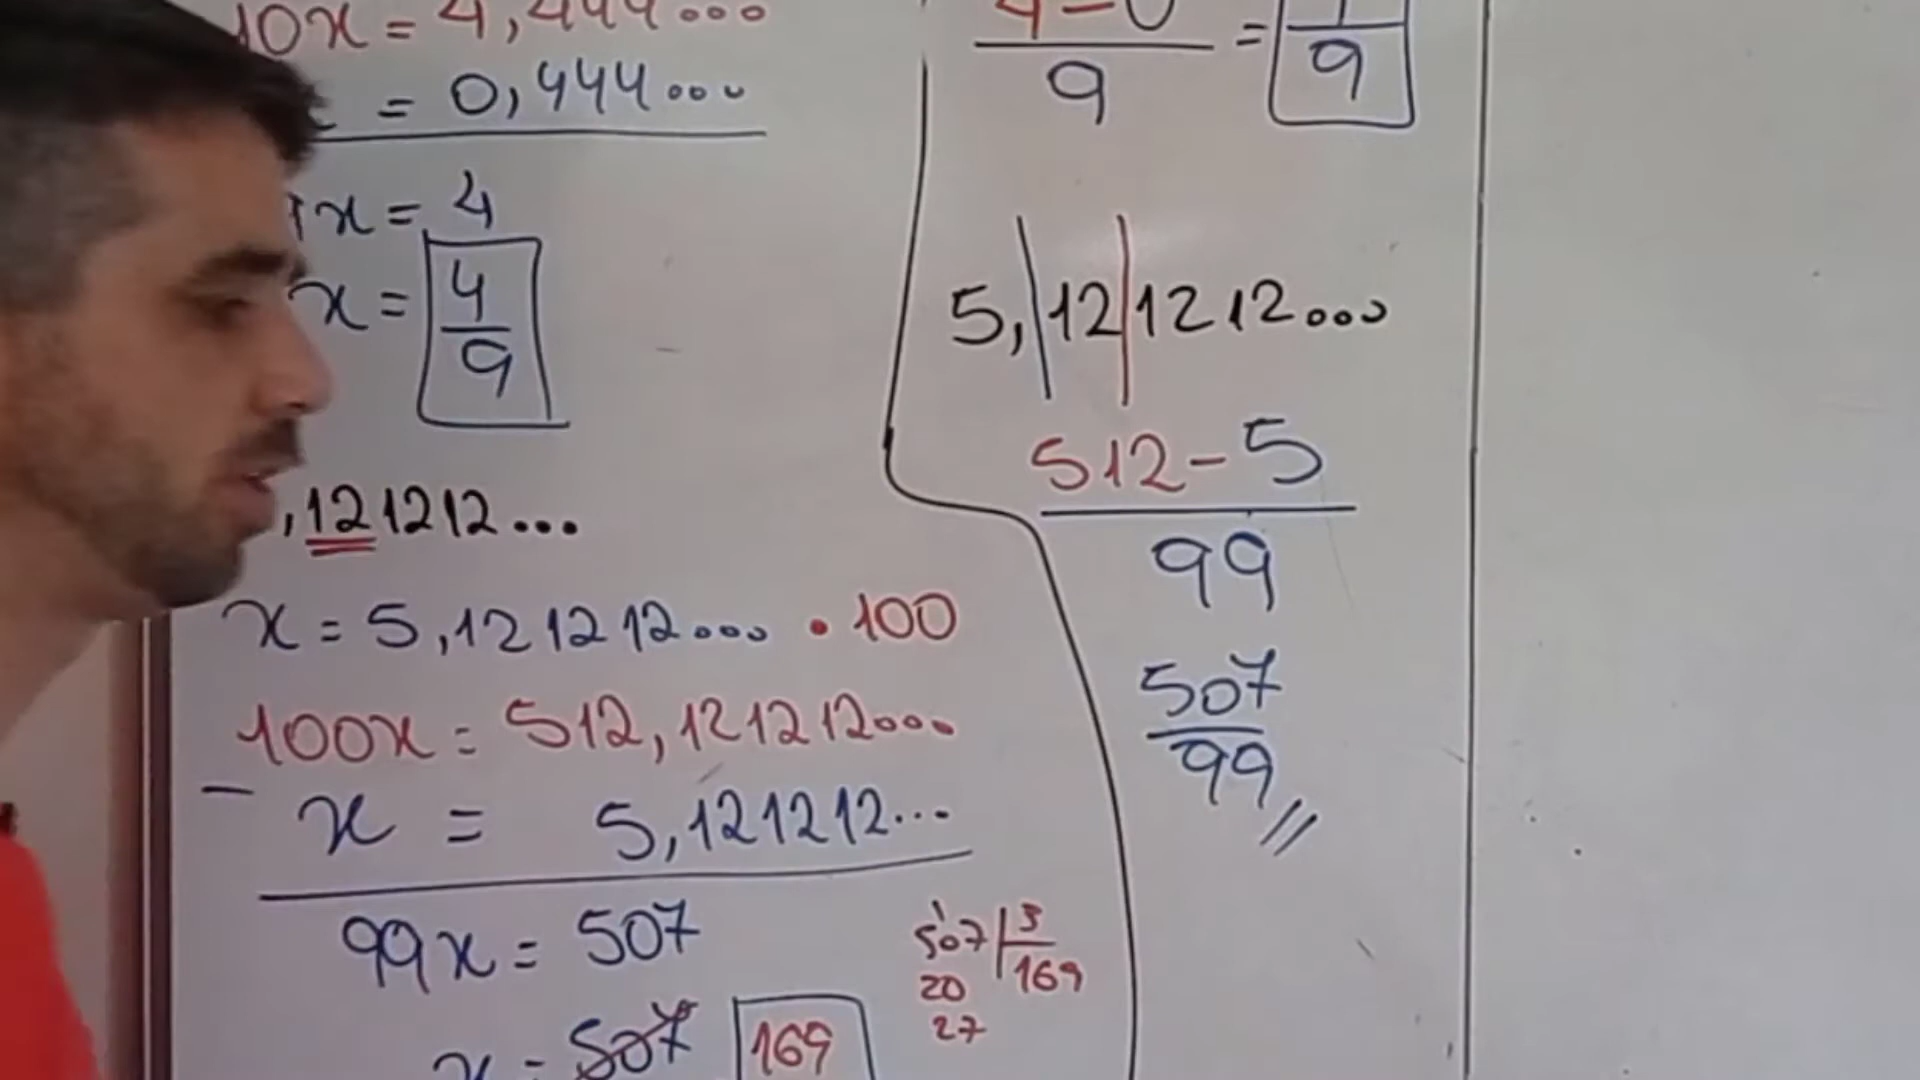 10x = 4,444...
= 0,444...
x = 4
x = 4/9
,121212...
x = 5,121212... · 100
100x = 512,121212...
- x = 5,121212...
99x = 507
507 | 3
20 169
27
x = 507 169
4 - 0
9 = 9
5,|12|1212...
512 - 5
99
507
99 //